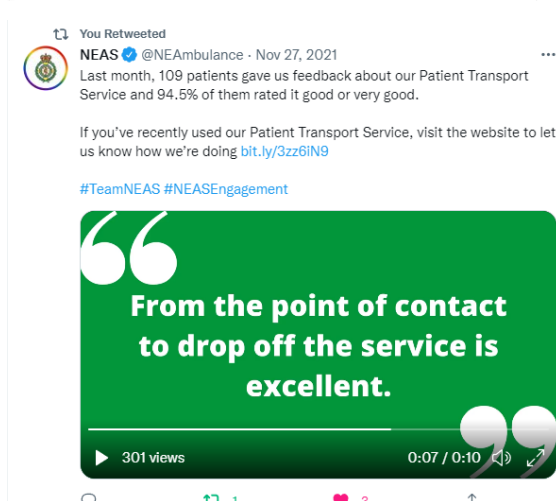 You Retweeted
NEAS @NEAmbulance · Nov 27, 2021
Last month, 109 patients gave us feedback about our Patient Transport
Service and 94.5% of them rated it good or very good.
If you’ve recently used our Patient Transport Service, visit the website to let
us know how we’re doing bit.ly/3zz6iN9
#TeamNEAS #NEASEngagement
“
From the point of contact
to drop off the service is
excellent.
”
301 views
0:07 / 0:10